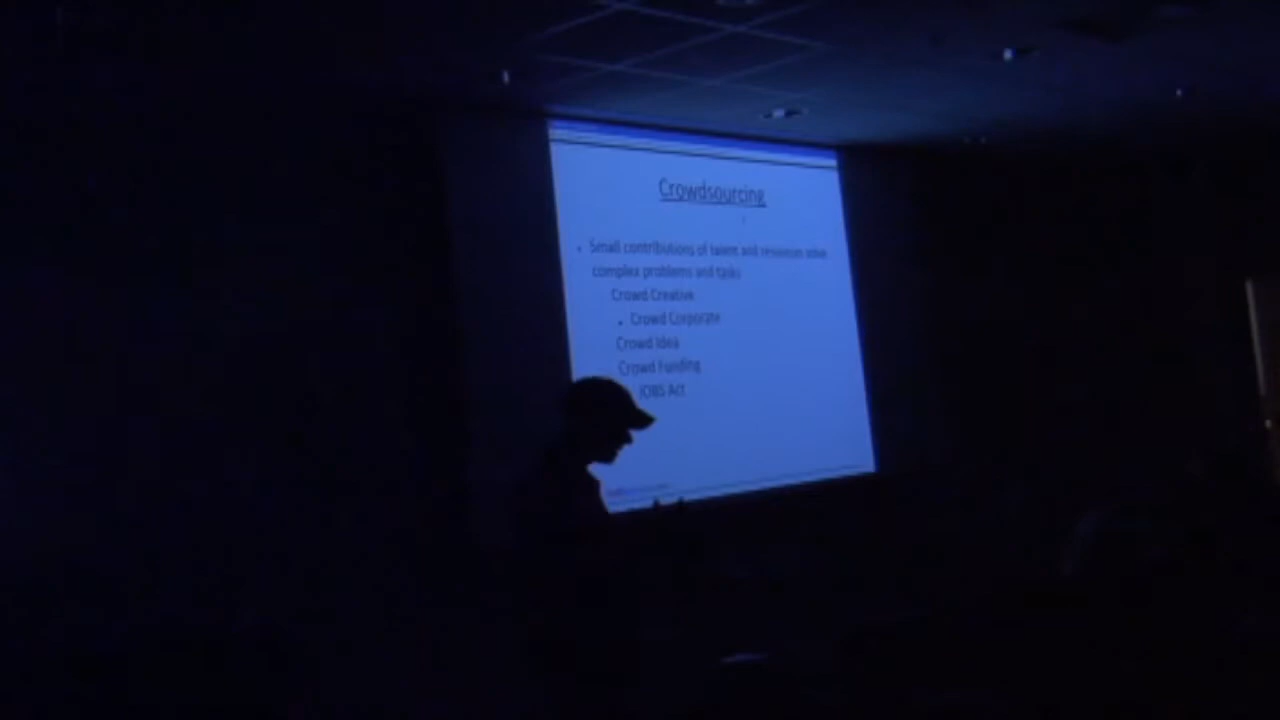 Crowdsourcing
• Small contributions of talent and resources solve
complex problems and tasks
Crowd Creative
• Crowd Corporate
Crowd Idea
Crowd Funding
JOBS Act